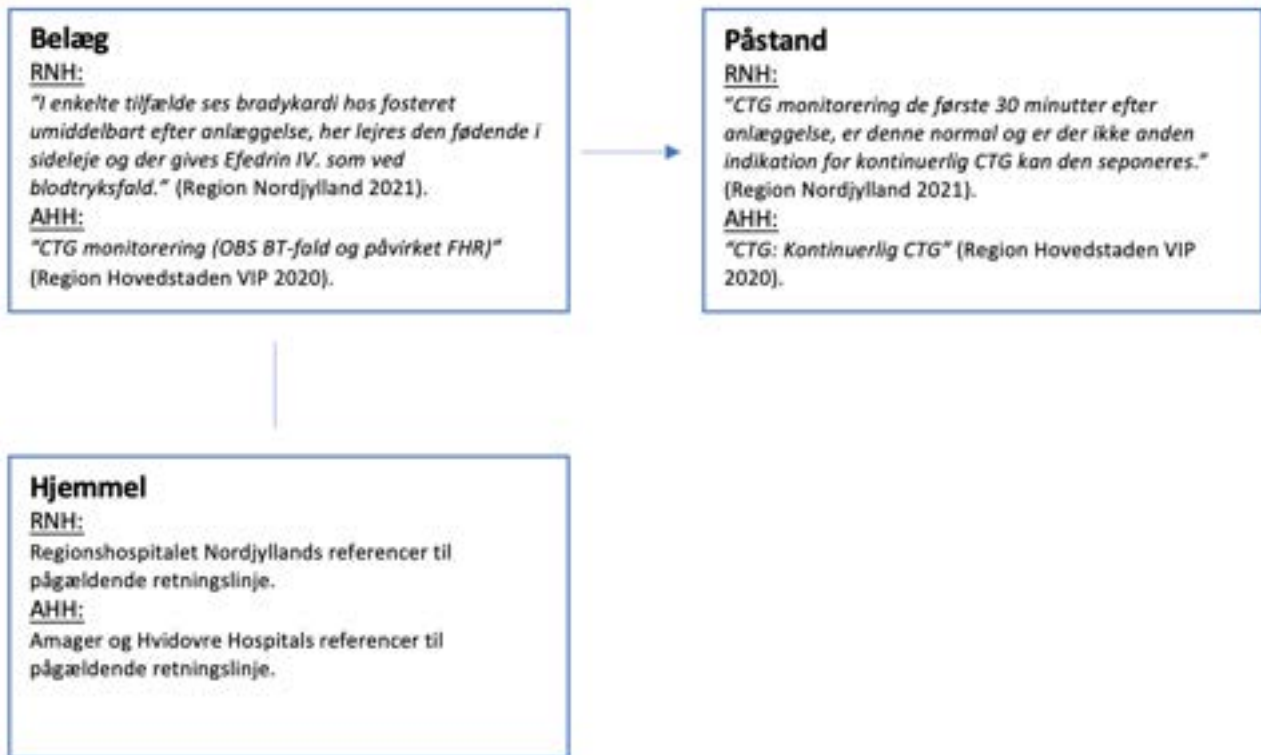 Belæg
RNH:
"I enkelte tilfælde ses bradykardi hos fosteret
umiddelbart efter anlæggelse, her lejres den fødende i
sideleje og der gives Efedrin IV. som ved
blodtryksfald." (Region Nordjylland 2021).
AHH:
"CTG monitorering (OBS BT-fald og påvirket FHR)"
(Region Hovedstaden VIP 2020).
Påstand
RNH:
"CTG monitorering de første 30 minutter efter
anlæggelse, er denne normal og er der ikke anden
indikation for kontinuerlig CTG kan den seponeres."
(Region Nordjylland 2021).
AHH:
"CTG: Kontinuerlig CTG" (Region Hovedstaden VIP
2020).
Hjemmel
RNH:
Regionshospitalet Nordjyllands referencer til
pågældende retningslinje.
AHH:
Amager og Hvidovre Hospitals referencer til
pågældende retningslinje.